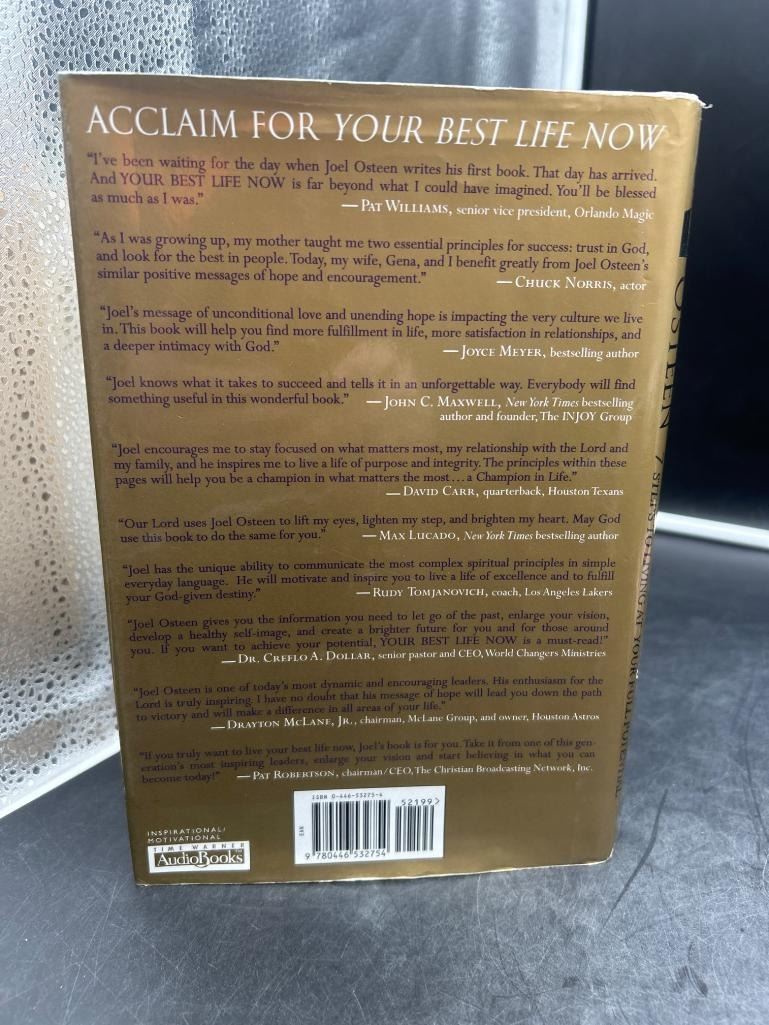 ACCLAIM FOR YOUR BEST LIFE NOW
“I’ve been waiting for the day when Joel Osteen writes his first book. That day has arrived.
And YOUR BEST LIFE NOW is far beyond what I could have imagined. You’ll be blessed
as much as I was.”
— PAT WILLIAMS, senior vice president, Orlando Magic
“As I was growing up, my mother taught me two essential principles for success: trust in God,
and look for the best in people. Today, my wife, Gena, and I benefit greatly from Joel Osteen’s
similar positive messages of hope and encouragement.”
— CHUCK NORRIS, actor
“Joel’s message of unconditional love and unending hope is impacting the very culture we live
in. This book will help you find more fulfillment in life, more satisfaction in relationships, and
a deeper intimacy with God.”
— JOYCE MEYER, bestselling author
“Joel knows what it takes to succeed and tells it in an unforgettable way. Everybody will find
something useful in this wonderful book.”
— JOHN C. MAXWELL, New York Times bestselling
author and founder, The INJOY Group
“Joel encourages me to stay focused on what matters most, my relationship with the Lord and
my family, and he inspires me to live a life of purpose and integrity. The principles within these
pages will help you be a champion in what matters the most . . . a Champion in Life.”
— DAVID CARR, quarterback, Houston Texans
“Our Lord uses Joel Osteen to lift my eyes, lighten my step, and brighten my heart. May God
use this book to do the same for you.”
— MAX LUCADO, New York Times bestselling author
“Joel has the unique ability to communicate the most complex spiritual principles in simple
everyday language. He will motivate and inspire you to live a life of excellence and to fulfill
your God-given destiny.”
— RUDY TOMJANOVICH, coach, Los Angeles Lakers
“Joel Osteen gives you the information you need to let go of the past, enlarge your vision,
develop a healthy self-image, and create a brighter future for you and for those around
you. If you want to achieve your potential, YOUR BEST LIFE NOW is a must-read!”
— DR. CREFLO A. DOLLAR, senior pastor and CEO, World Changers Ministries
“Joel Osteen is one of today’s most dynamic and encouraging leaders. His enthusiasm for the
Lord is truly inspiring. I have no doubt that his message of hope will lead you down the path
to victory and will make a difference in all areas of your life.”
— DRAYTON MCLANE, JR., chairman, McLane Group, and owner, Houston Astros
“If you truly want to live your best life now, Joel’s book is for you. Take it from one of this gen-
eration’s most inspiring leaders, enlarge your vision and start believing in what you can
become today!”
— PAT ROBERTSON, chairman/CEO, The Christian Broadcasting Network, Inc.
INSPIRATIONAL/
MOTIVATIONAL
TIME WARNER
AudioBooks
ISBN 0-446-53275-4
52199>
EAN
9 780446 532754
OSTEEN
7 STEPS TO LIVING AT YOUR FULL POTENTIAL